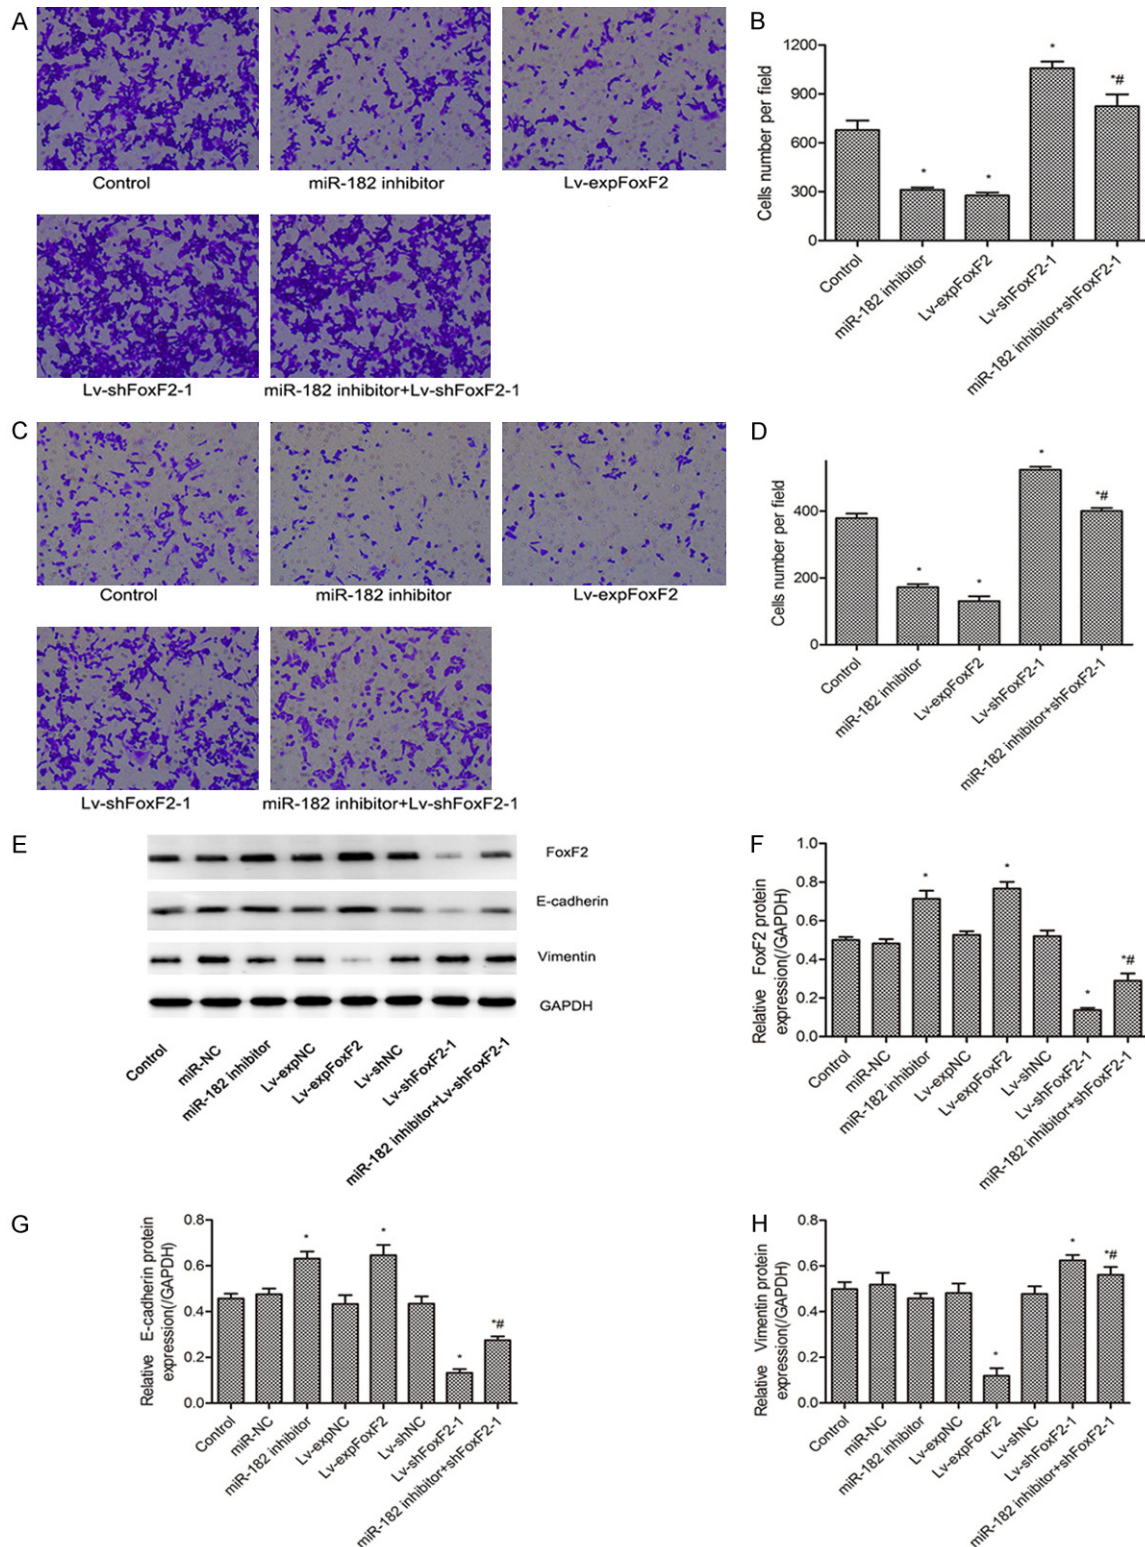 A
Control
miR-182 inhibitor
Lv-expFoxF2
Lv-shFoxF2-1
miR-182 inhibitor+Lv-shFoxF2-1
B
Cells number per field
1200
900
600
300
0
*
*
*
*#
Control
miR-182 inhibitor
Lv-expFoxF2
Lv-shFoxF2-1
miR-182 inhibitor+shFoxF2-1
C
Control
miR-182 inhibitor
Lv-expFoxF2
Lv-shFoxF2-1
miR-182 inhibitor+Lv-shFoxF2-1
D
Cells number per field
400
200
0
*
*
*
*#
Control
miR-182 inhibitor
Lv-expFoxF2
Lv-shFoxF2-1
miR-182 inhibitor+shFoxF2-1
E
FoxF2
E-cadherin
Vimentin
GAPDH
Control
miR-NC
miR-182 inhibitor
Lv-expNC
Lv-expFoxF2
Lv-shNC
Lv-shFoxF2-1
miR-182 inhibitor+Lv-shFoxF2-1
F
Relative FoxF2 protein
expression(/GAPDH)
1.0
0.8
0.6
0.4
0.2
0.0
*
*
*
*#
Control
miR-NC
miR-182 inhibitor
Lv-expNC
Lv-expFoxF2
Lv-shNC
Lv-shFoxF2-1
miR-182 inhibitor+shFoxF2-1
G
Relative E-cadherin protein
expression(/GAPDH)
0.8
0.6
0.4
0.2
0.0
*
*
*
*#
Control
miR-NC
miR-182 inhibitor
Lv-expNC
Lv-expFoxF2
Lv-shNC
Lv-shFoxF2-1
miR-182 inhibitor+shFoxF2-1
H
Relative Vimentin protein
expression(/GAPDH)
0.8
0.6
0.4
0.2
0.0
*
*
*#
Control
miR-NC
miR-182 inhibitor
Lv-expNC
Lv-expFoxF2
Lv-shNC
Lv-shFoxF2-1
miR-182 inhibitor+shFoxF2-1